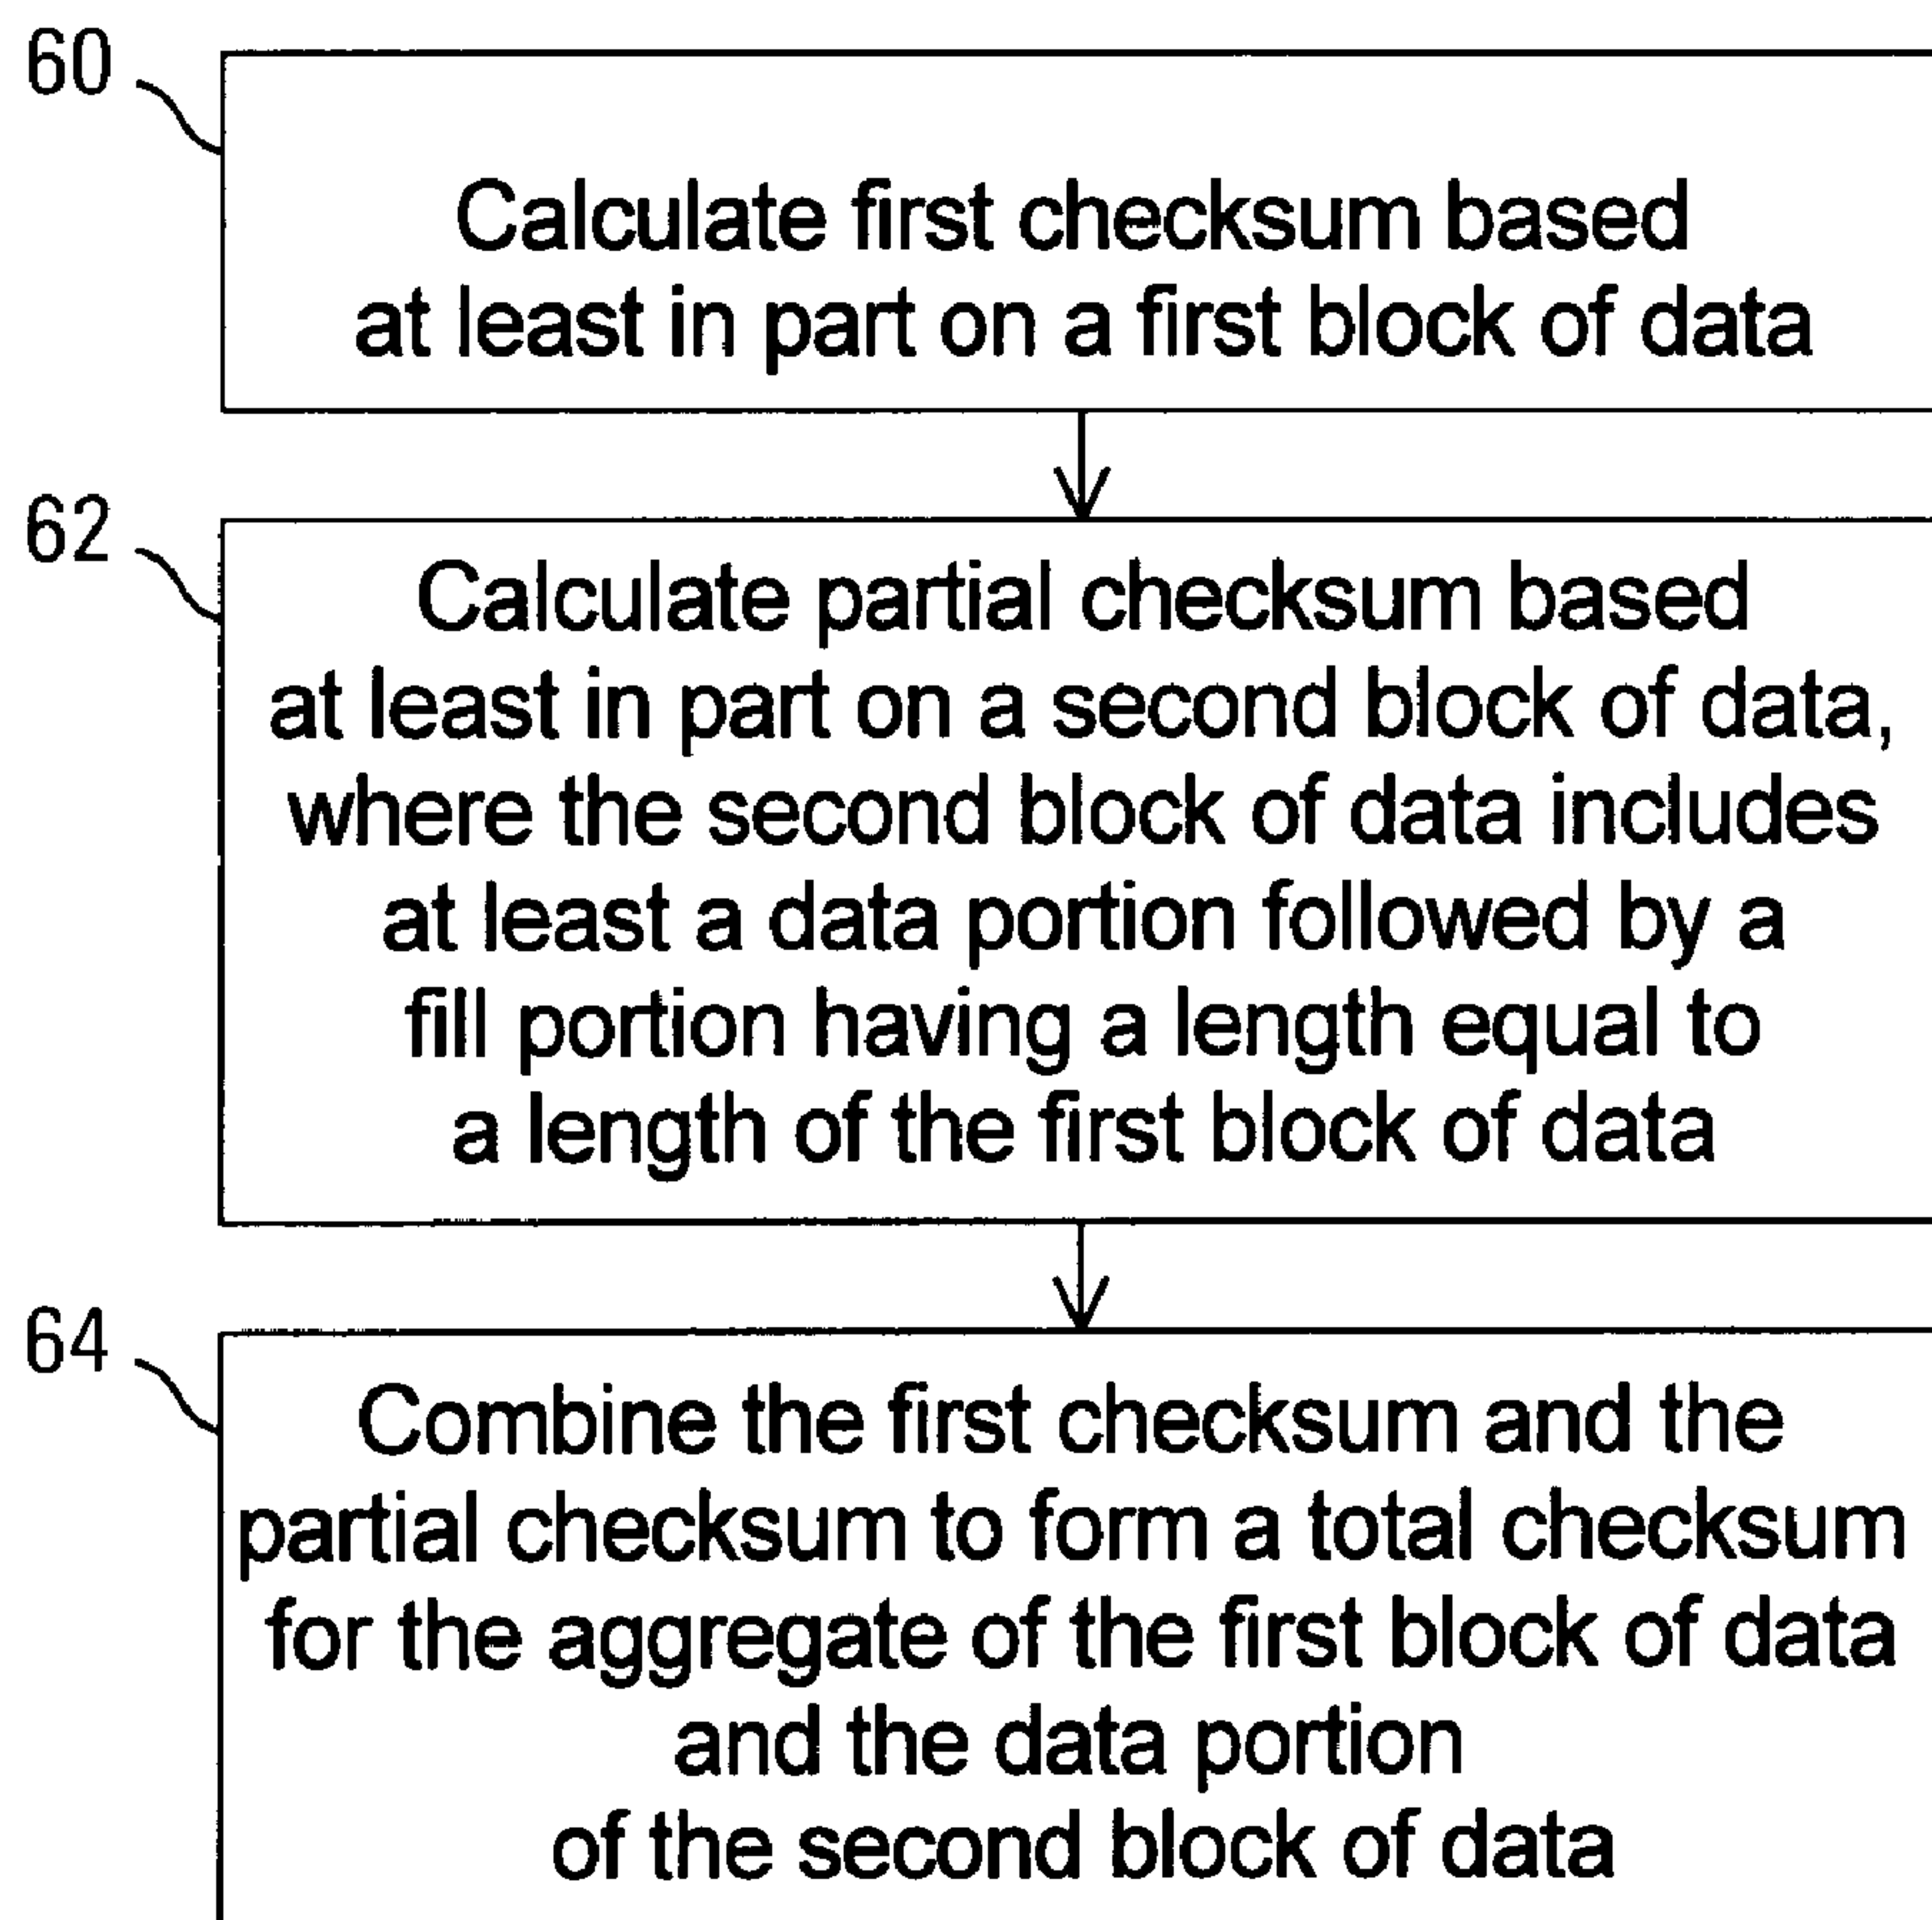 60
Calculate first checksum based
at least in part on a first block of data
62
Calculate partial checksum based
at least in part on a second block of data,
where the second block of data includes
at least a data portion followed by a
fill portion having a length equal to
a length of the first block of data
64
Combine the first checksum and the
partial checksum to form a total checksum
for the aggregate of the first block of data
and the data portion
of the second block of data